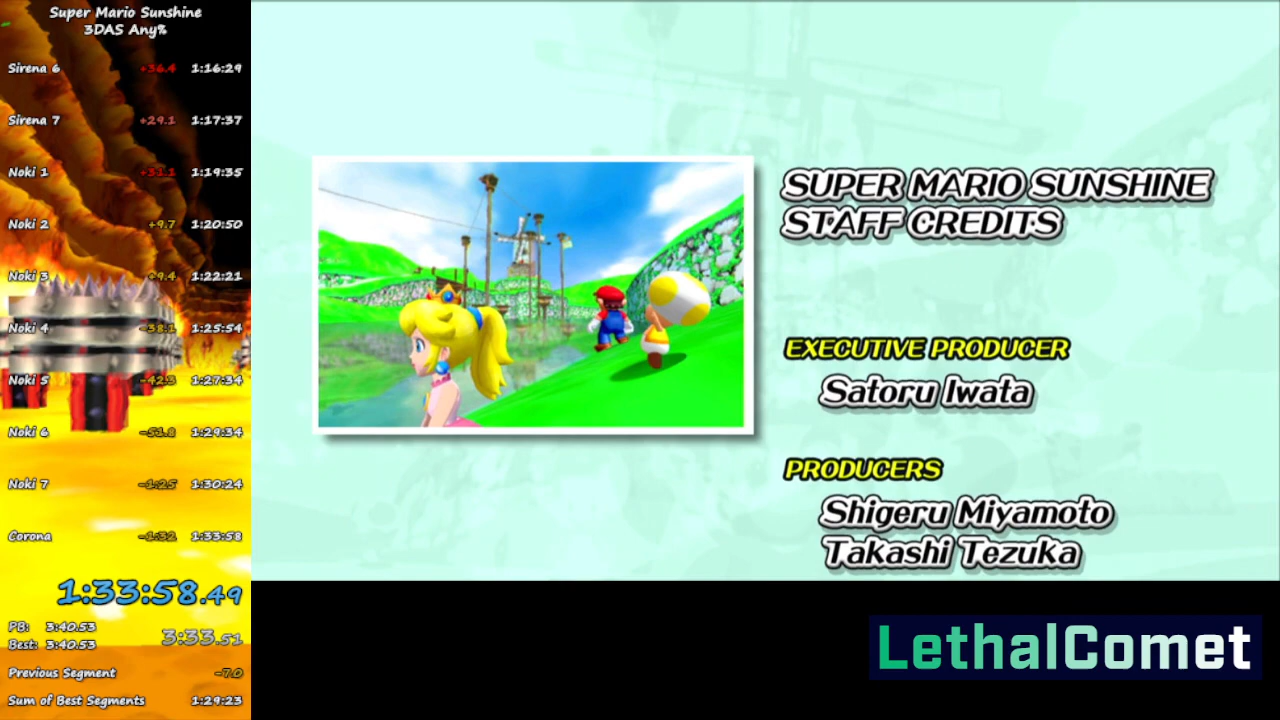 Super Mario Sunshine
3DAS Any%
Sirena 6 +36.4 1:16:29
Sirena 7 +29.1 1:17:37
Noki 1 +31.1 1:19:35
Noki 2 +9.7 1:20:50
Noki 3 +9.4 1:22:21
Noki 4 -38.1 1:25:54
Noki 5 -42.3 1:27:34
Noki 6 -51.8 1:29:34
Noki 7 -1:25 1:30:24
Corona -1:32 1:33:58
1:33:58.49
PB: 3:40.53
Best: 3:40.53
3:33.51
Previous Segment -7.0
Sum of Best Segments 1:29:23
SUPER MARIO SUNSHINE
STAFF CREDITS
EXECUTIVE PRODUCER
Satoru Iwata
PRODUCERS
Shigeru Miyamoto
Takashi Tezuka
LethalComet